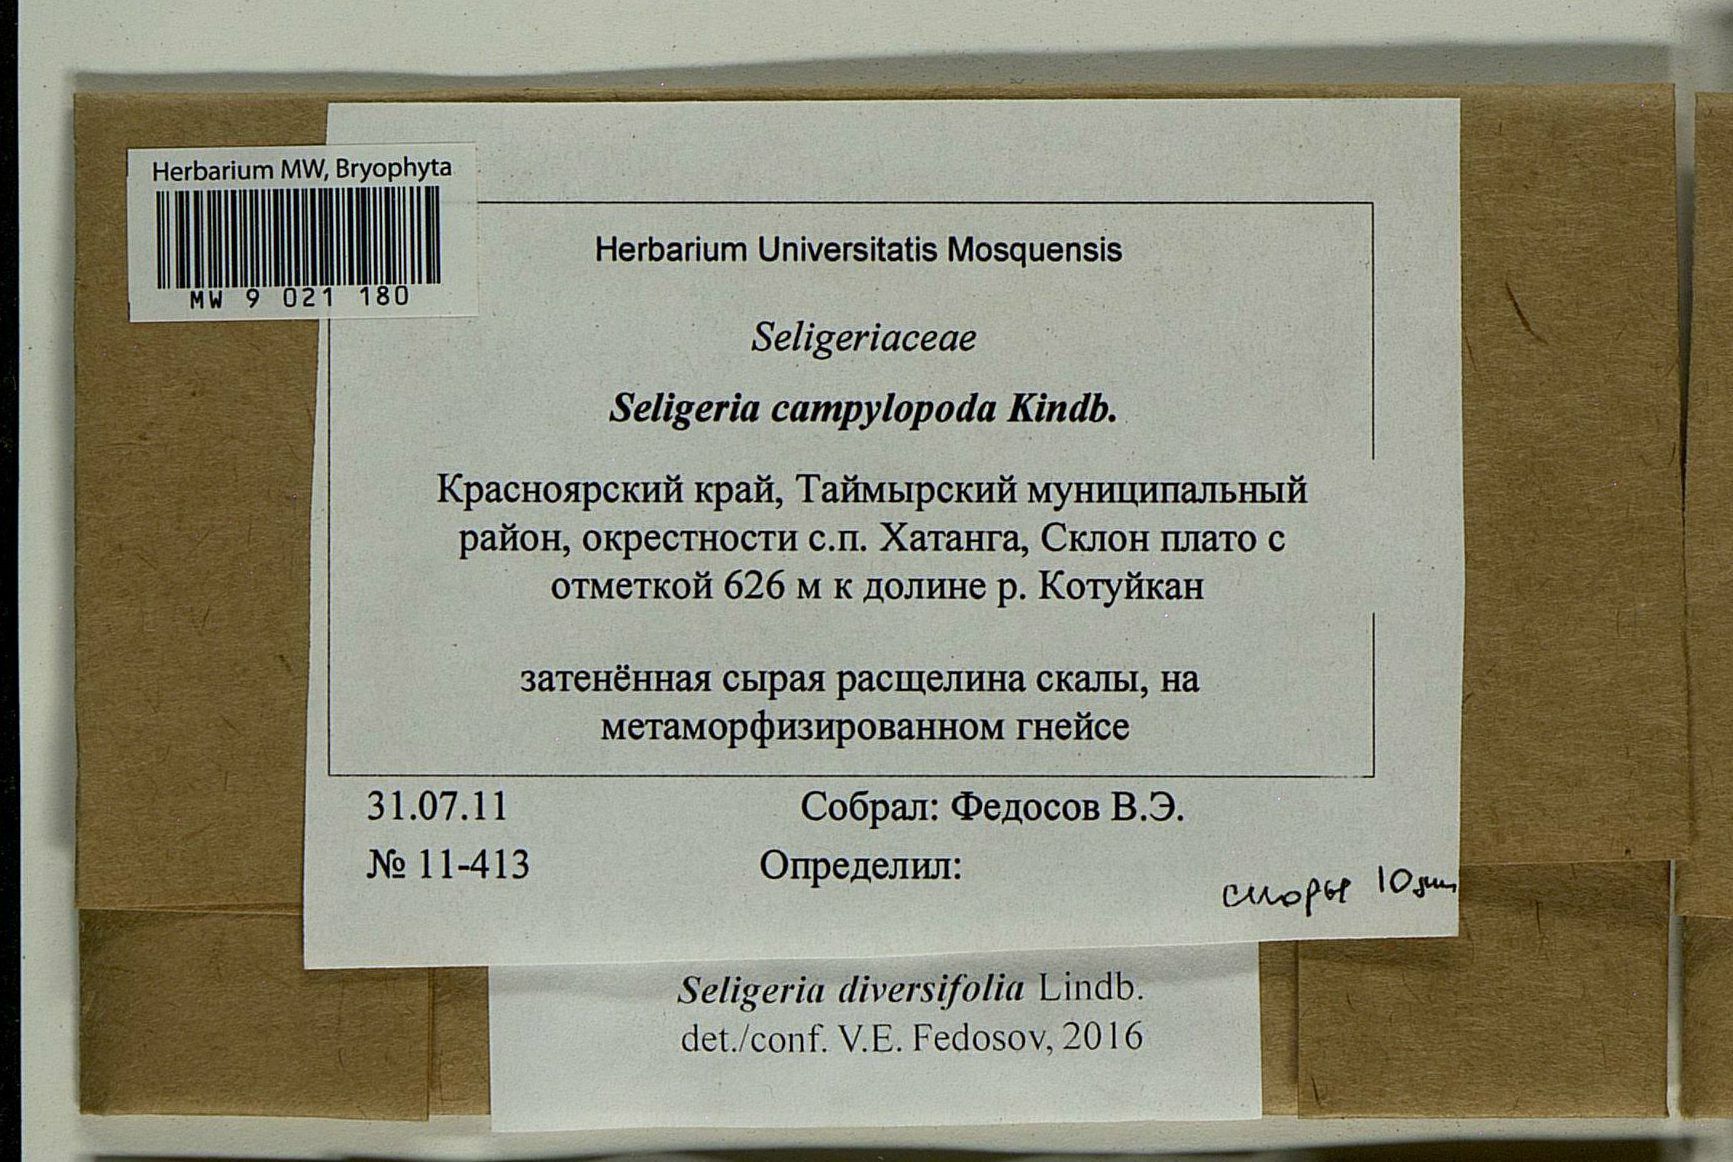 Herbarium MW, Bryophyta
MW 9 021 180
Herbarium Universitatis Mosquensis
Seligeriaceae
Seligeria campylopoda Kindb.
Красноярский край, Таймырский муниципальный
район, окрестности с.п. Хатанга, Склон плато с
отметкой 626 м к долине р. Котуйкан
затенённая сырая расщелина скалы, на
метаморфизированном гнейсе
31.07.11
Собрал: Федосов В.Э.
№ 11-413
Определил:
споры 10
Seligeria diversifolia Lindb.
det./conf. V.E. Fedosov, 2016